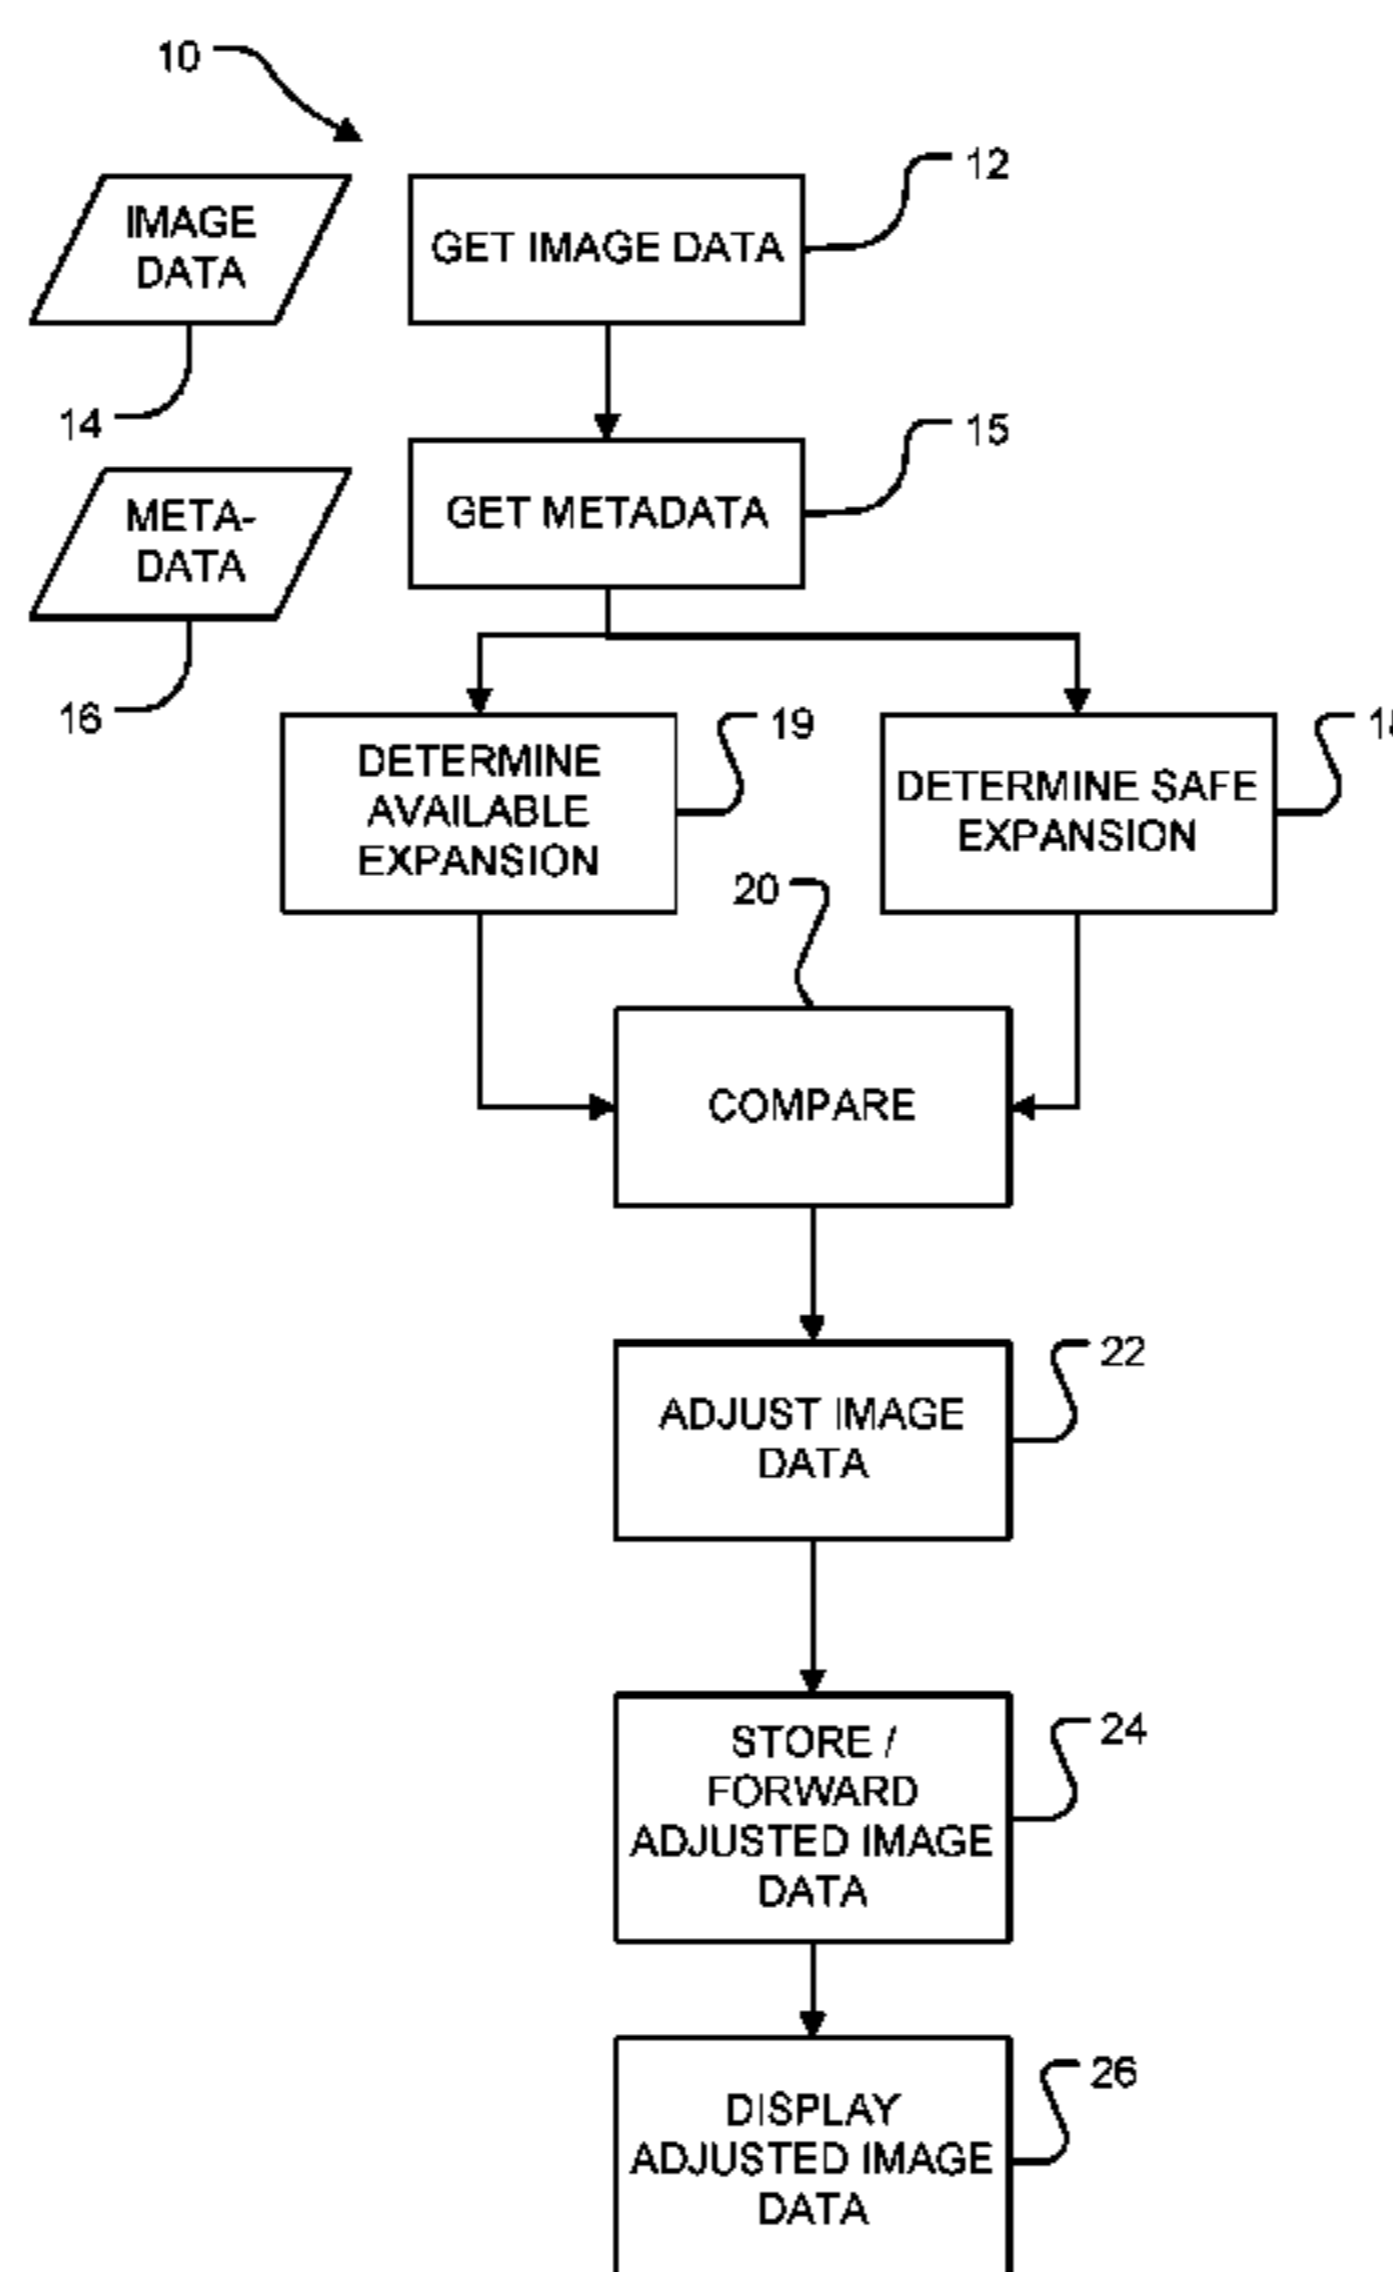 10
12
IMAGE
DATA
GET IMAGE DATA
14
15
META-
DATA
GET METADATA
16
19
DETERMINE
AVAILABLE
EXPANSION
DETERMINE SAFE
EXPANSION
20
COMPARE
22
ADJUST IMAGE
DATA
24
STORE /
FORWARD
ADJUSTED IMAGE
DATA
26
DISPLAY
ADJUSTED IMAGE
DATA